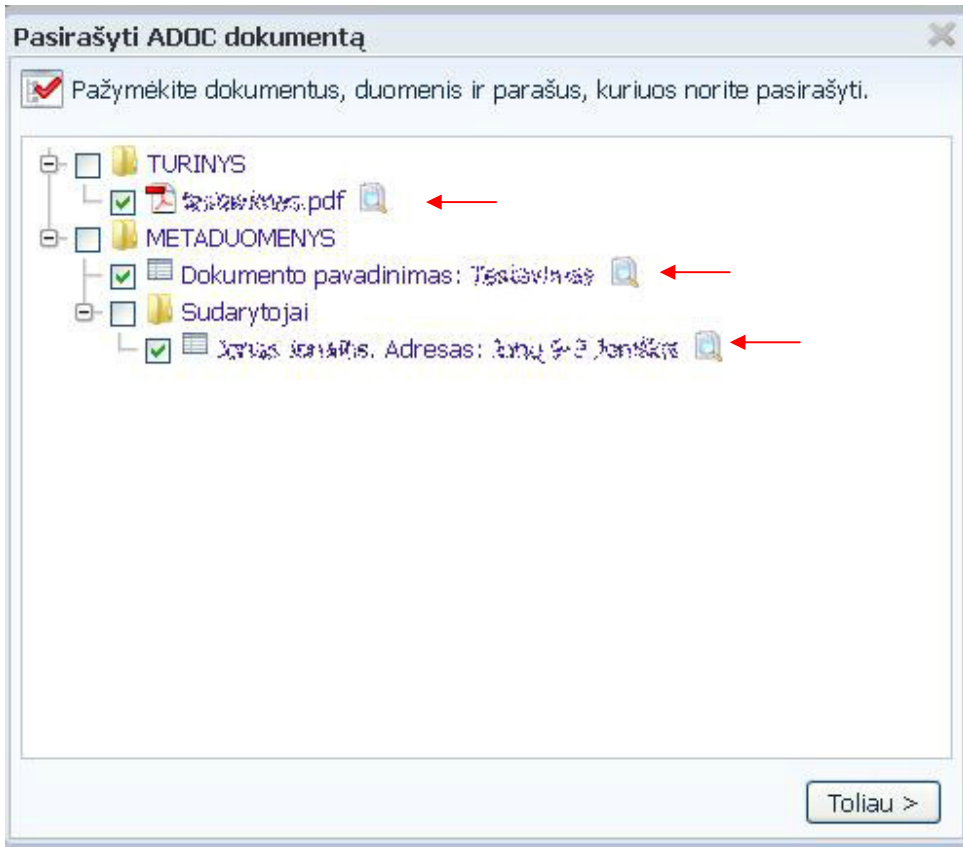 Pasirašyti ADOC dokumentą
Pažymėkite dokumentus, duomenis ir parašus, kuriuos norite pasirašyti.
TURINYS
.pdf
METADUOMENYS
Dokumento pavadinimas:
Sudarytojai
Adresas:
Toliau >